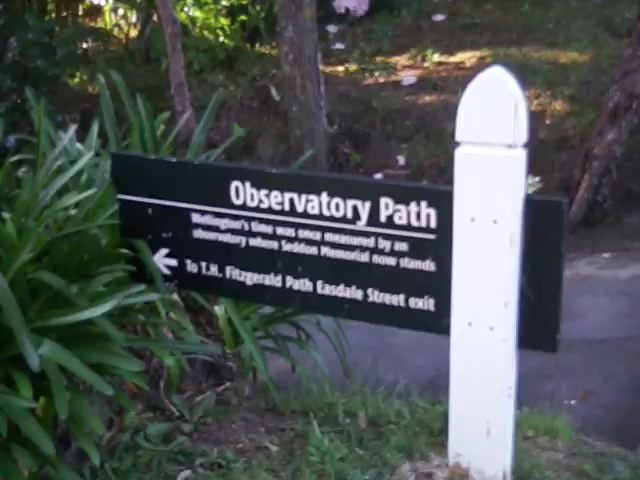 Observatory Path
Wellington's time was once measured by an
observatory where Seddon Memorial now stands
To T.H. Fitzgerald Path Easdale Street exit